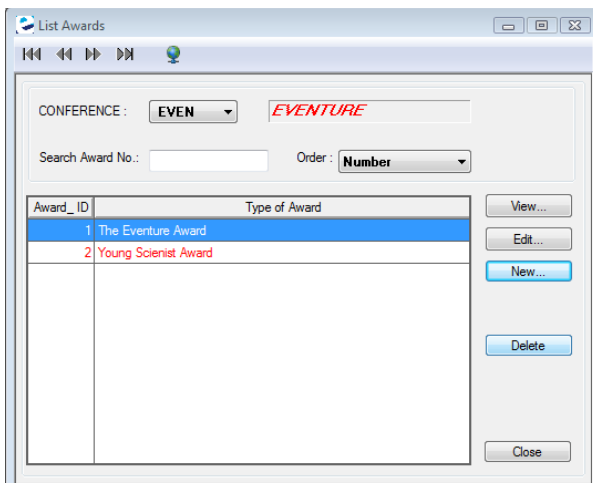 List Awards
CONFERENCE : EVEN EVENTURE
Search Award No.: Order : Number
Award_ ID Type of Award View...
1 The Eventure Award
Edit...
2 Young Scienist Award
New...
Delete
Close